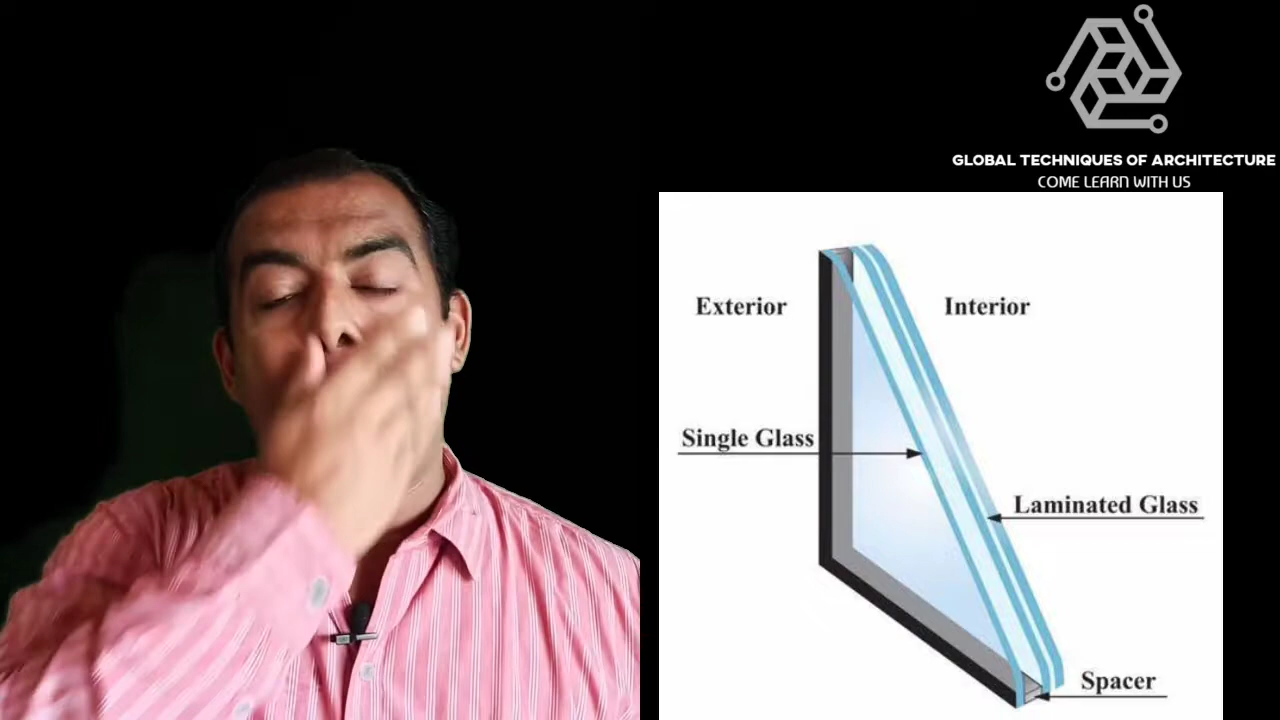 GLOBAL TECHNIQUES OF ARCHITECTURE
COME LEARN WITH US
Exterior
Interior
Single Glass
Laminated Glass
Spacer